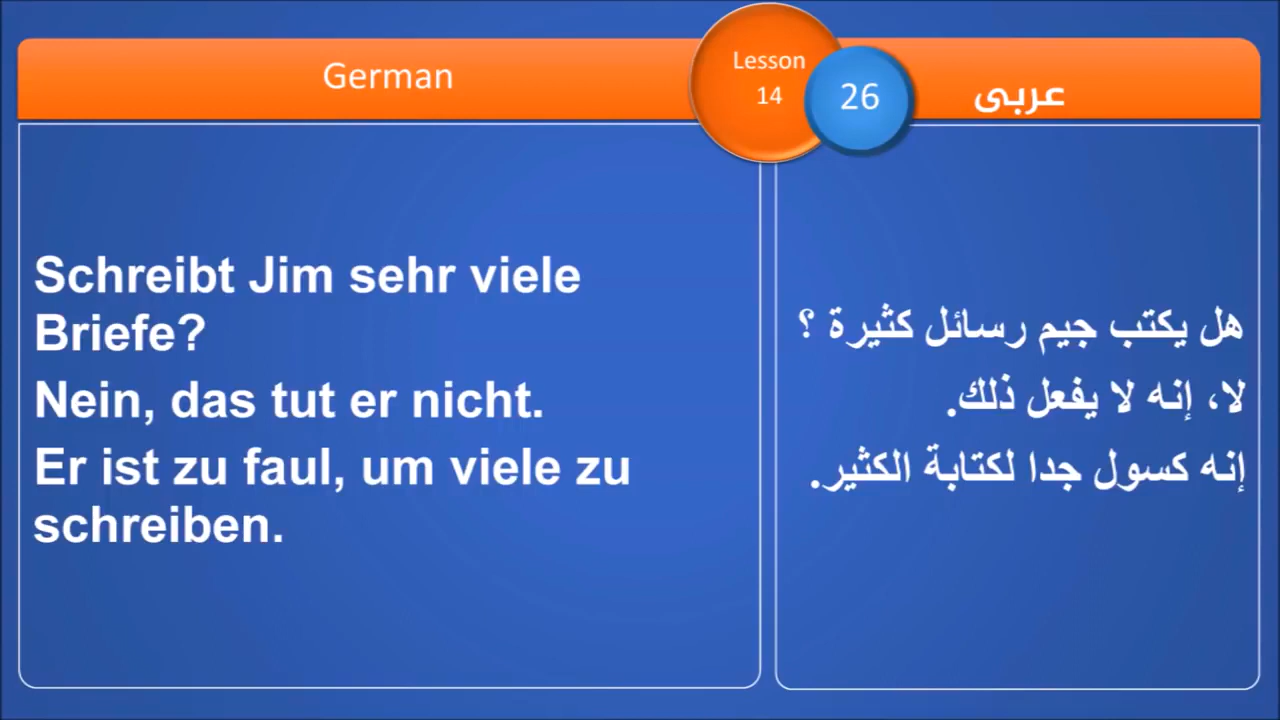 German
Lesson
14
26
عربى
Schreibt Jim sehr viele
Briefe?
Nein, das tut er nicht.
Er ist zu faul, um viele zu
schreiben.
هل يكتب جيم رسائل كثيرة ؟
لا، إنه لا يفعل ذلك.
إنه كسول جدا لكتابة الكثير.